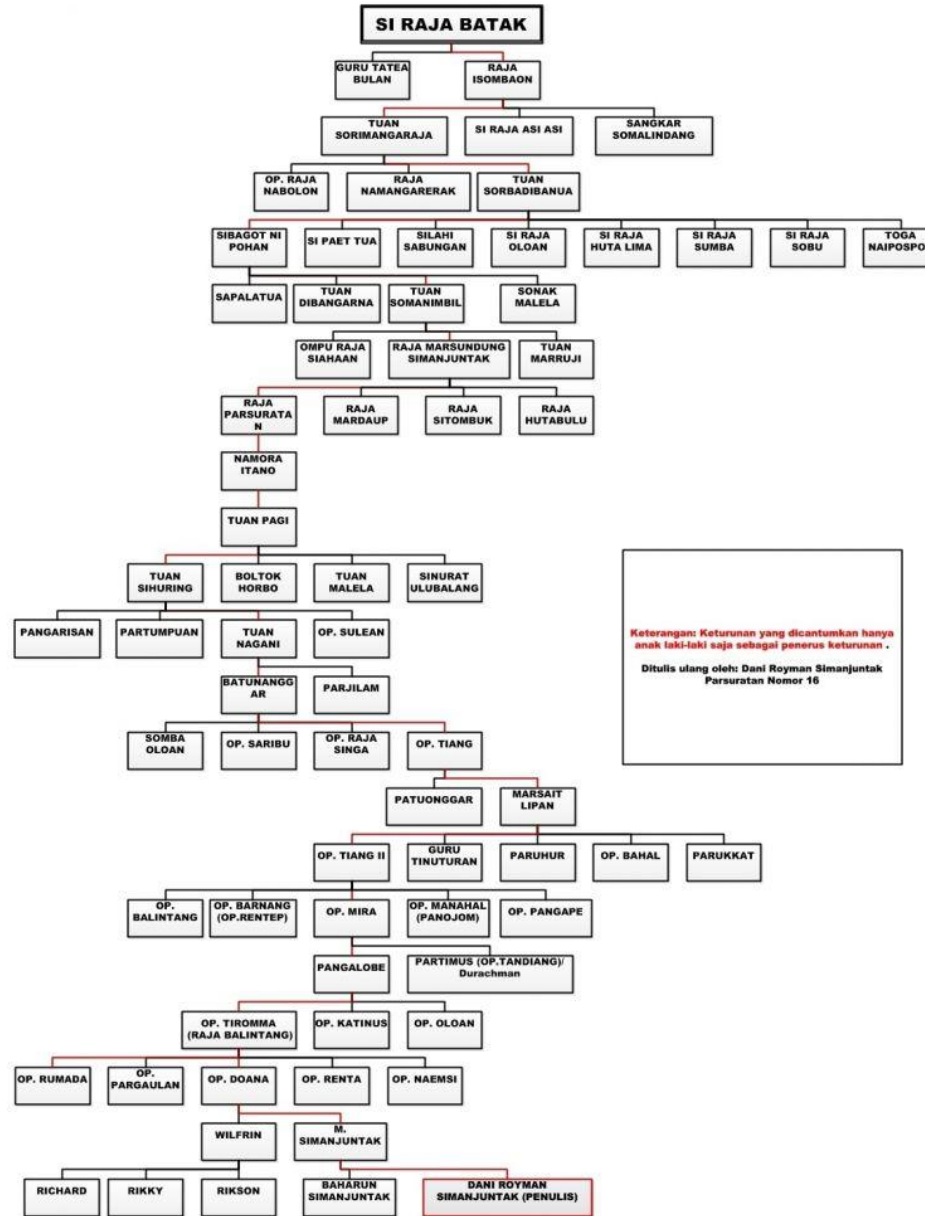 SI RAJA BATAK
GURU TATEA
BULAN
RAJA
ISOMBAON
TUAN
SORIMANGARAJA
SI RAJA ASI ASI
SANGKAR
SOMALINDANG
OP. RAJA
NABOLON
RAJA
NAMANGARERAK
TUAN
SORBADIBANUA
SIBAGOT NI
POHAN
SI PAET TUA
SILAHI
SABUNGAN
SI RAJA
OLOAN
SI RAJA
HUTA LIMA
SI RAJA
SUMBA
SI RAJA
SOBU
TOGA
NAIPOSPO
SAPALATUA
TUAN
DIBANGARNA
TUAN
SOMANIMBIL
SONAK
MALELA
OMPU RAJA
SIAHAAN
RAJA MARSUNDUNG
SIMANJUNTAK
TUAN
MARRUJI
RAJA
PARSURATA
N
RAJA
MARDAUP
RAJA
SITOMBUK
RAJA
HUTABULU
NAMORA
ITANO
TUAN PAGI
TUAN
SIHURING
BOLTOK
HORBO
TUAN
MALELA
SINURAT
ULUBALANG
PANGARISAN
PARTUMPUAN
TUAN
NAGANI
OP. SULEAN
BATUNANGG
AR
PARJILAM
SOMBA
OLOAN
OP. SARIBU
OP. RAJA
SINGA
OP. TIANG
PATUONGGAR
MARSAIT
LIPAN
OP. TIANG II
GURU
TINUTURAN
PARUHUR
OP. BAHAL
PARUKKAT
OP.
BALINTANG
OP. BARNANG
(OP.RENTEP)
OP. MIRA
OP. MANAHAL
(PANOJOM)
OP. PANGAPE
PANGALOBE
PARTIMUS (OP.TANDIANG)/
Durachman
OP. TIROMMA
(RAJA BALINTANG)
OP. KATINUS
OP. OLOAN
OP. RUMADA
OP.
PARGAULAN
OP. DOANA
OP. RENTA
OP. NAEMSI
WILFRIN
M.
SIMANJUNTAK
RICHARD
RIKKY
RIKSON
BAHARUN
SIMANJUNTAK
DANI ROYMAN
SIMANJUNTAK (PENULIS)
Keterangan: Keturunan yang dicantumkan hanya
anak laki-laki saja sebagai penerus keturunan .
Ditulis ulang oleh: Dani Royman Simanjuntak
Parsuratan Nomor 16